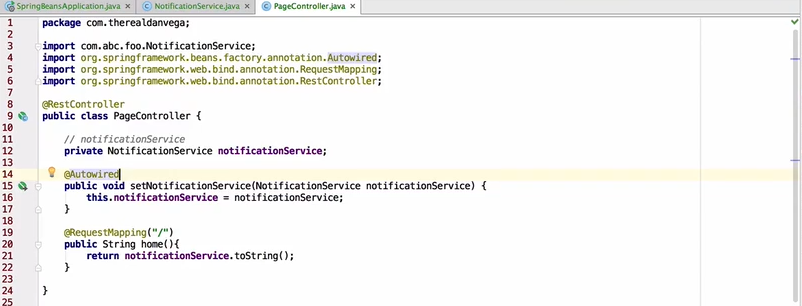 SpringBeansApplication.java × NotificationService.java × PageController.java ×
1 package com.therealdanvega;
2
3 import com.abc.foo.NotificationService;
4 import org.springframework.beans.factory.annotation.Autowired;
5 import org.springframework.web.bind.annotation.RequestMapping;
6 import org.springframework.web.bind.annotation.RestController;
7
8 @RestController
9 public class PageController {
10
11 // notificationService
12 private NotificationService notificationService;
13
14 @Autowired
15 public void setNotificationService(NotificationService notificationService) {
16 this.notificationService = notificationService;
17 }
18
19 @RequestMapping("/")
20 public String home(){
21 return notificationService.toString();
22 }
23
24 }
25